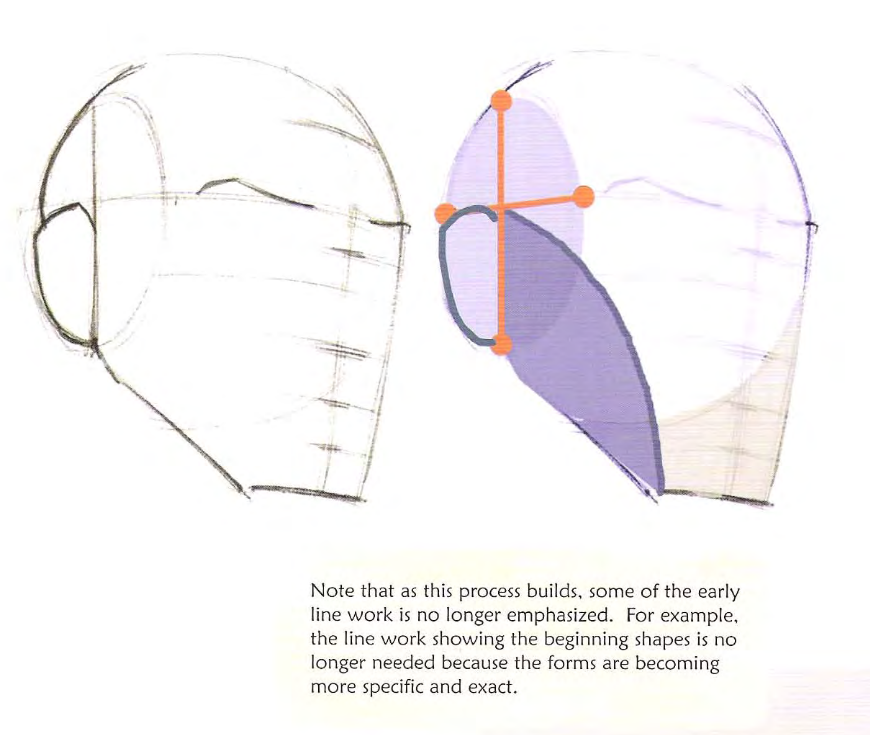 Note that as this process builds, some of the early
line work is no longer emphasized.  For example,
the line work showing the beginning shapes is no
longer needed because the forms are becoming
more specific and exact.